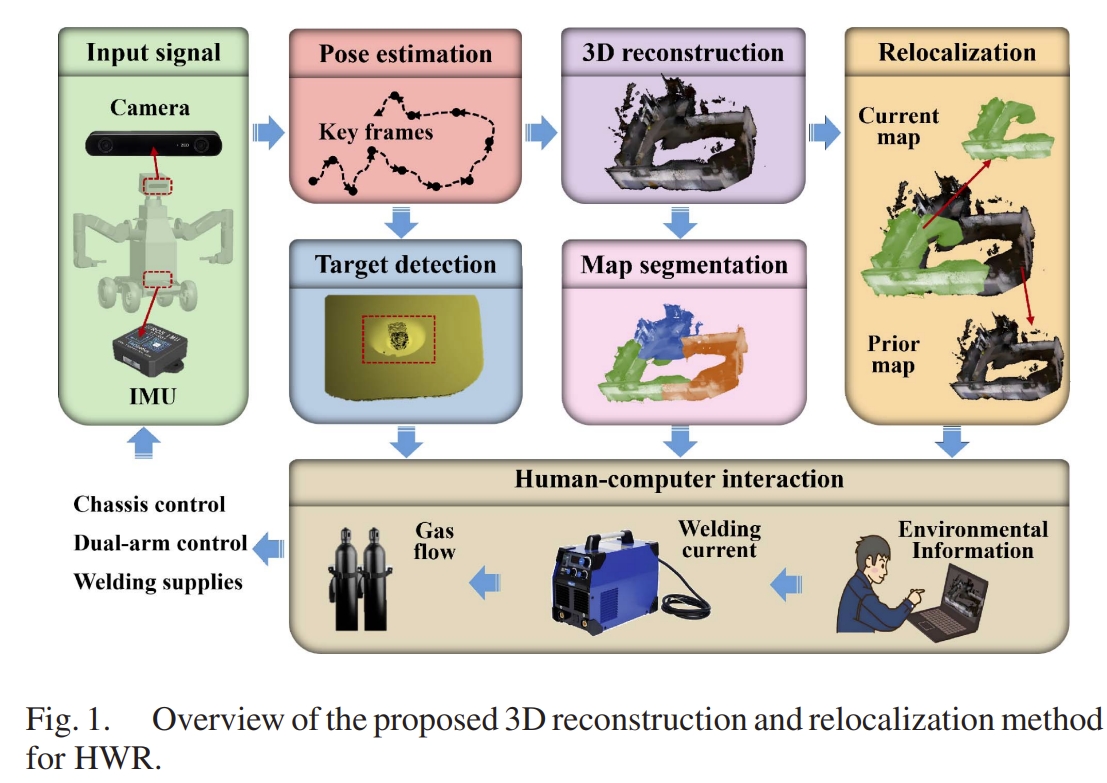 Input signal
Camera
IMU
Pose estimation
Key frames
3D reconstruction
Relocalization
Current
map
Prior
map
Target detection
Map segmentation
Human-computer interaction
Gas
flow
Welding
current
Environmental
Information
Chassis control
Dual-arm control
Welding supplies
Fig. 1. Overview of the proposed 3D reconstruction and relocalization method
for HWR.